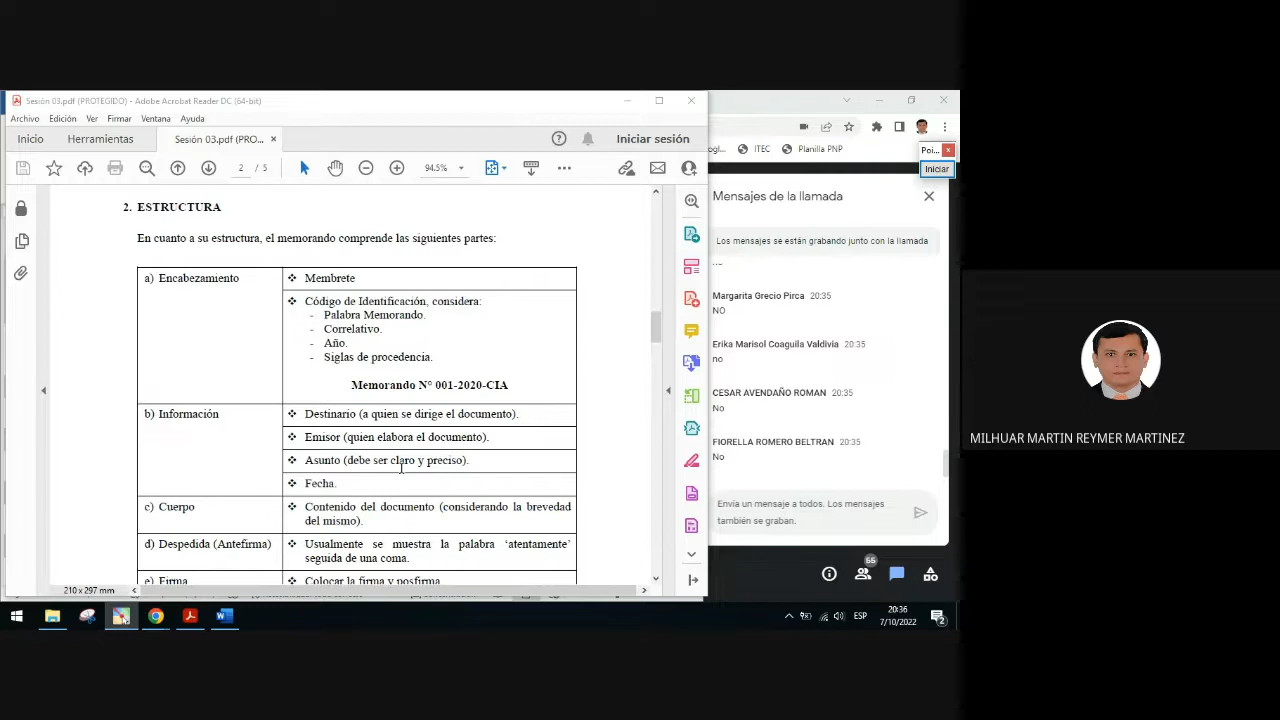 Sesión 03.pdf (PROTEGIDO) - Adobe Acrobat Reader DC (64-bit)
Archivo Edición Ver Firmar Ventana Ayuda
Inicio Herramientas Sesión 03.pdf (PRO... × Iniciar sesión
2 / 5 94.5%
2. ESTRUCTURA
En cuanto a su estructura, el memorando comprende las siguientes partes:
a) Encabezamiento
❖ Membrete
❖ Código de Identificación, considera:
- Palabra Memorando.
- Correlativo.
- Año.
- Siglas de procedencia.
Memorando N° 001-2020-CIA
b) Información
❖ Destinario (a quien se dirige el documento).
❖ Emisor (quien elabora el documento).
❖ Asunto (debe ser claro y preciso).
❖ Fecha.
c) Cuerpo
❖ Contenido del documento (considerando la brevedad
del mismo).
d) Despedida (Antefirma)
❖ Usualmente se muestra la palabra ‘atentamente’
seguida de una coma.
e) Firma
❖ Colocar la firma y posfirma
210 x 297 mm
ogl... ITEC Planilla PNP
Poi...
Iniciar
Mensajes de la llamada
Los mensajes se están grabando junto con la llamada
...
Margarita Grecio Pirca 20:35
NO
Erika Marisol Coaguila Valdivia 20:35
no
CESAR AVENDAÑO ROMAN 20:35
No
FIORELLA ROMERO BELTRAN 20:35
No
Envía un mensaje a todos. Los mensajes
también se graban.
55
ESP
20:36
7/10/2022
2
MILHUAR MARTIN REYMER MARTINEZ